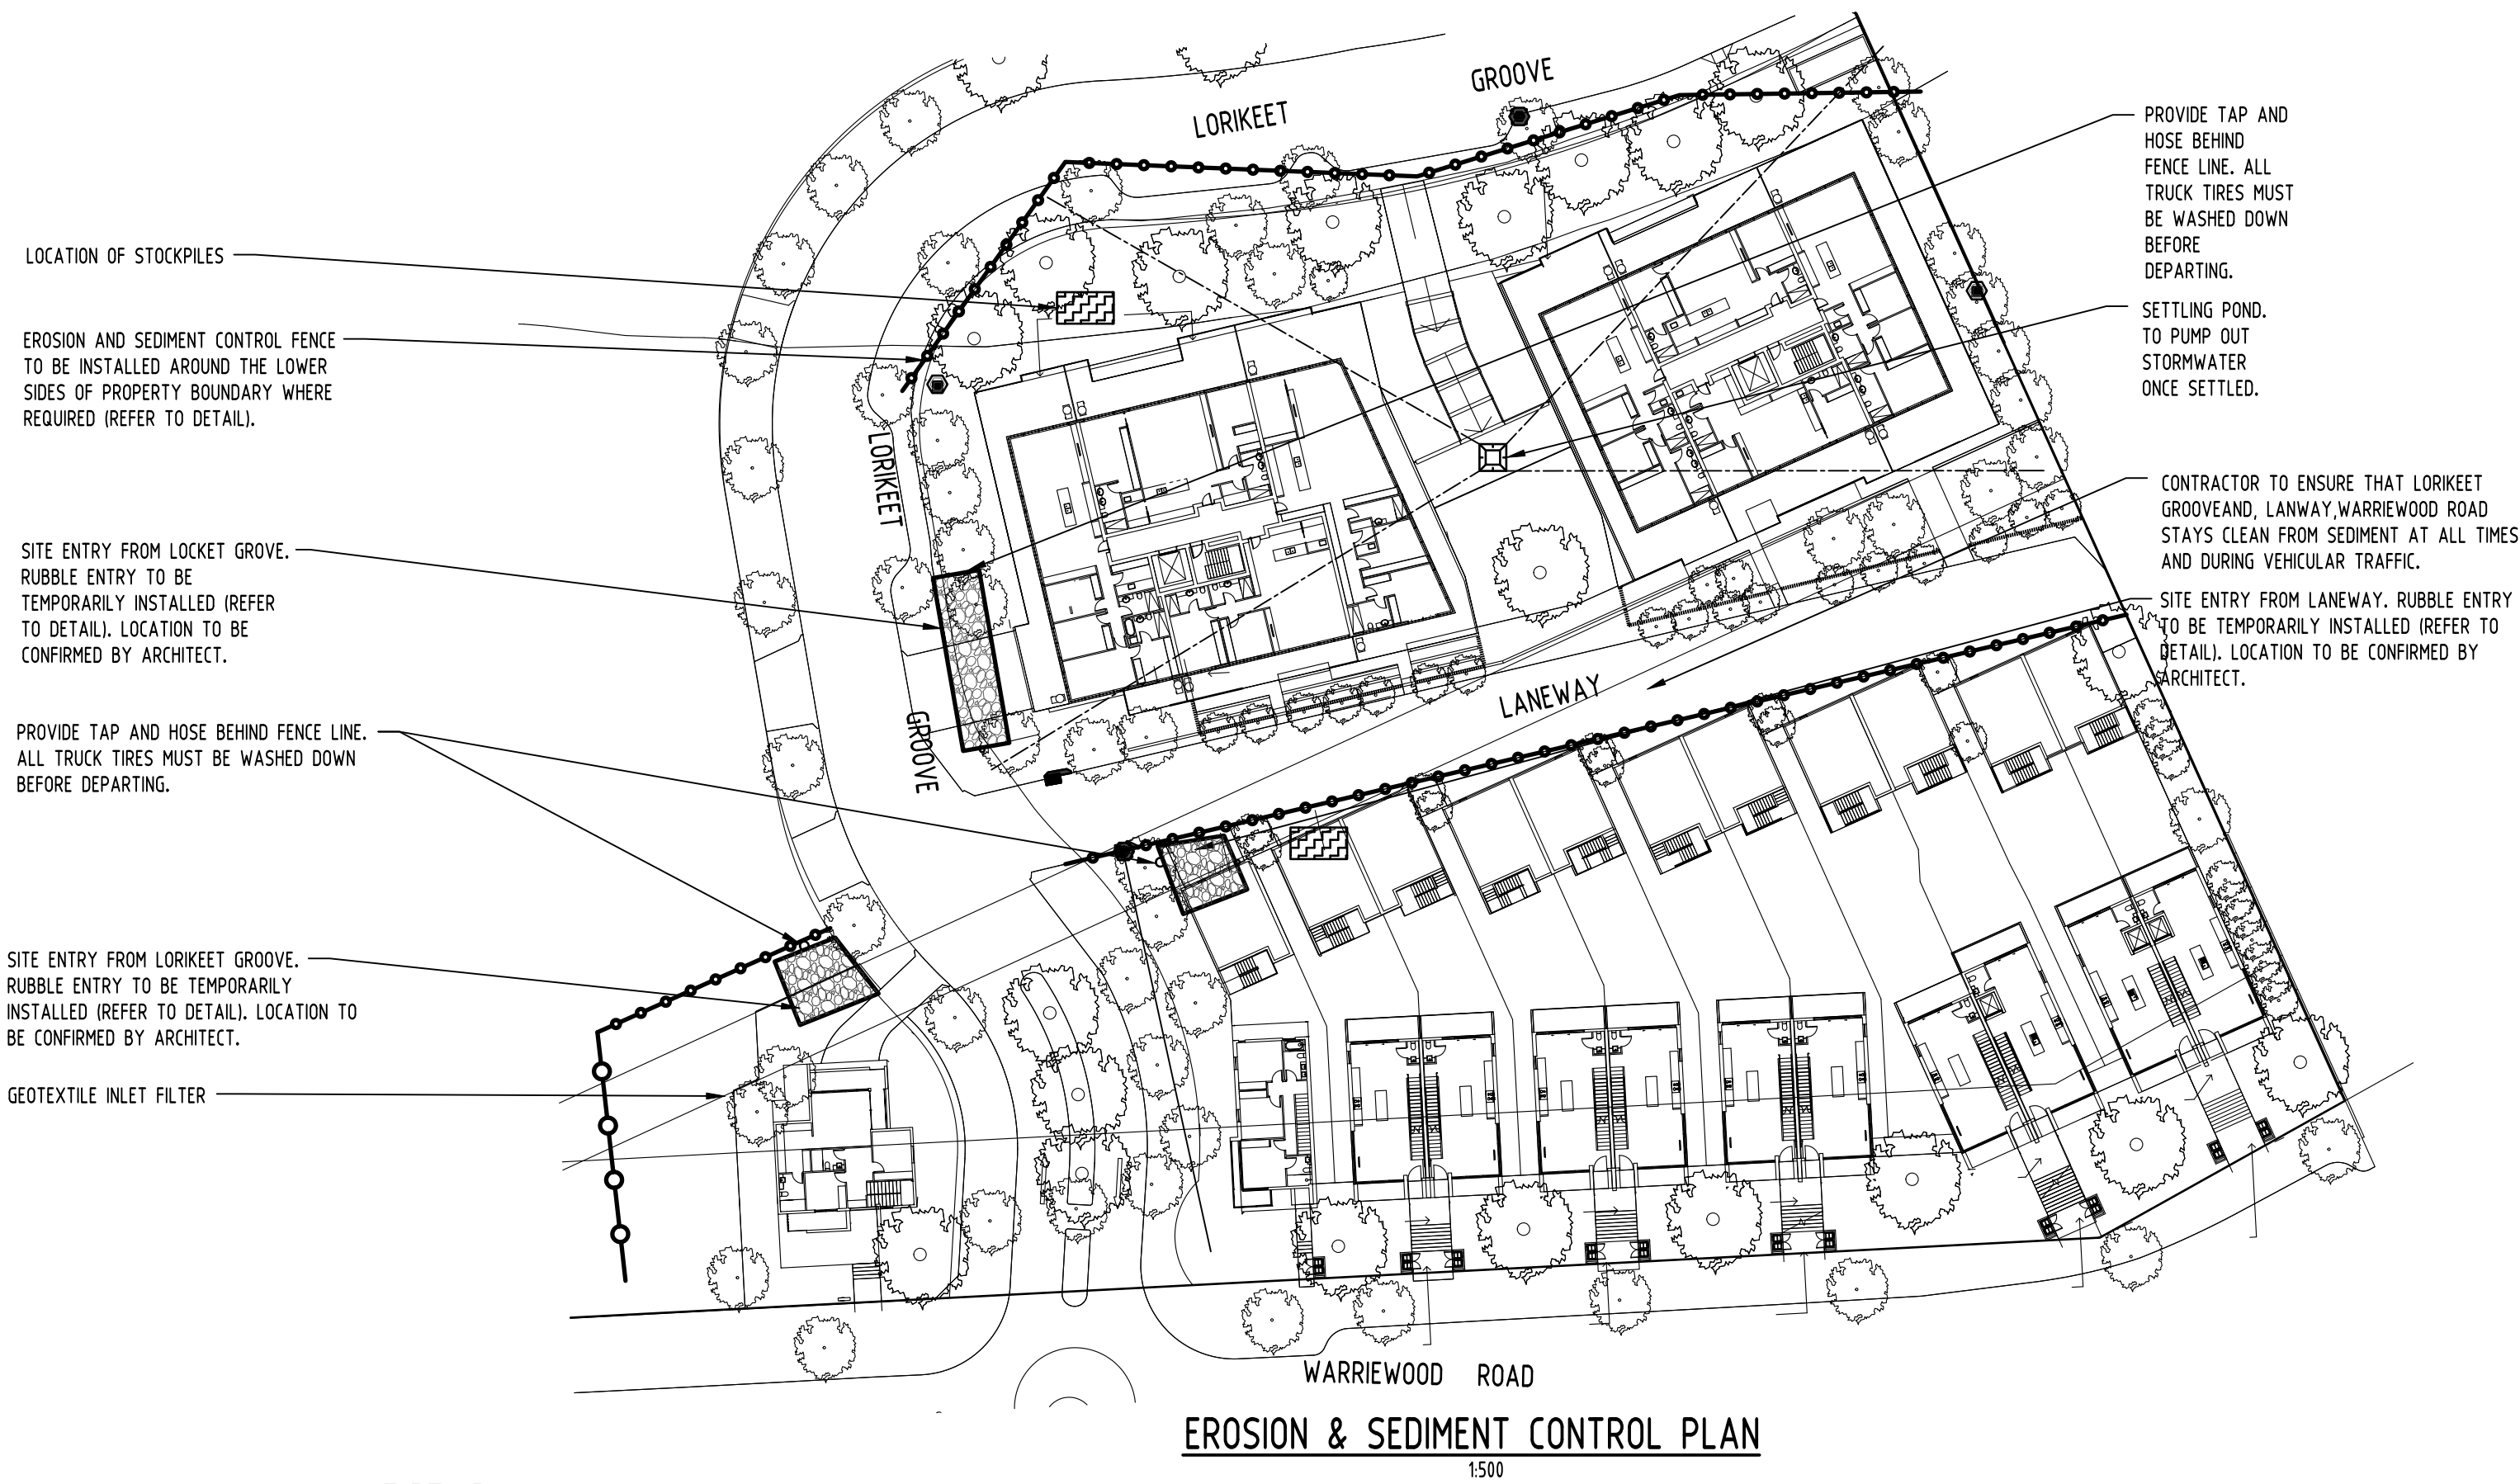 LORIKEET
GROOVE
LOCATION OF STOCKPILES
EROSION AND SEDIMENT CONTROL FENCE
TO BE INSTALLED AROUND THE LOWER
SIDES OF PROPERTY BOUNDARY WHERE
REQUIRED (REFER TO DETAIL).
SITE ENTRY FROM LOCKET GROVE.
RUBBLE ENTRY TO BE
TEMPORARILY INSTALLED (REFER
TO DETAIL). LOCATION TO BE
CONFIRMED BY ARCHITECT.
PROVIDE TAP AND HOSE BEHIND FENCE LINE.
ALL TRUCK TIRES MUST BE WASHED DOWN
BEFORE DEPARTING.
SITE ENTRY FROM LORIKEET GROOVE.
RUBBLE ENTRY TO BE TEMPORARILY
INSTALLED (REFER TO DETAIL). LOCATION TO
BE CONFIRMED BY ARCHITECT.
GEOTEXTILE INLET FILTER
LORIKEET
GROOVE
LANEWAY
PROVIDE TAP AND
HOSE BEHIND
FENCE LINE. ALL
TRUCK TIRES MUST
BE WASHED DOWN
BEFORE
DEPARTING.
SETTLING POND.
TO PUMP OUT
STORMWATER
ONCE SETTLED.
CONTRACTOR TO ENSURE THAT LORIKEET
GROOVEAND, LANWAY,WARRIEWOOD ROAD
STAYS CLEAN FROM SEDIMENT AT ALL TIMES
AND DURING VEHICULAR TRAFFIC.
SITE ENTRY FROM LANEWAY. RUBBLE ENTRY
TO BE TEMPORARILY INSTALLED (REFER TO
DETAIL). LOCATION TO BE CONFIRMED BY
ARCHITECT.
WARRIEWOOD ROAD
EROSION & SEDIMENT CONTROL PLAN
1:500